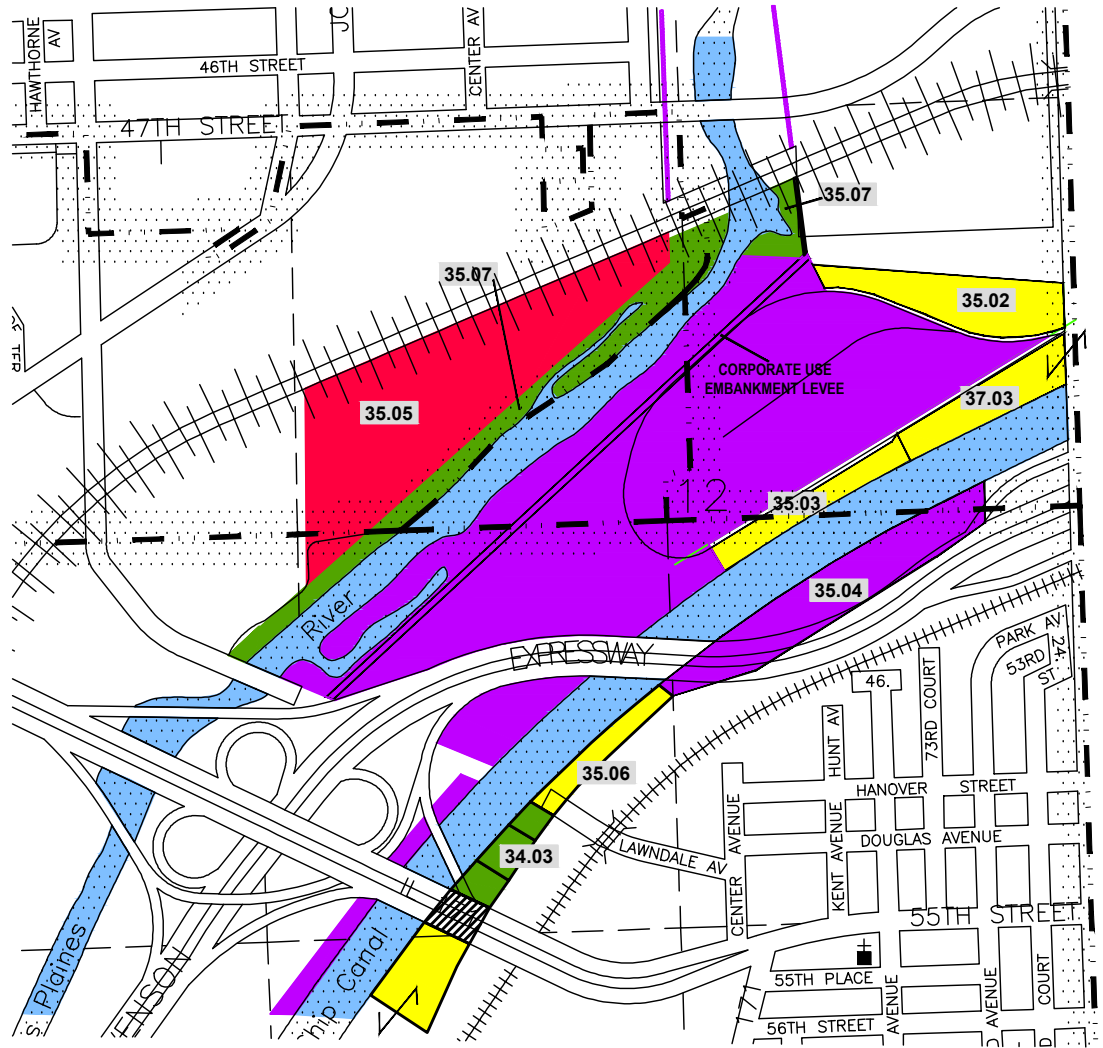 HAWTHORNE
AV
46TH STREET
CENTER AV
47TH STREET
35.07
35.07
35.02
CORPORATE USE
EMBANKMENT LEVEE
35.05
37.03
12
35.03
35.04
River
EXPRESSWAY
PARK AV
53RD
ST
24.
46.
73RD COURT
HUNT AV
35.06
HANOVER STREET
DOUGLAS AVENUE
34.03
LAWNDALE AV
CENTER AVENUE
KENT AVENUE
55TH STREET
s Plaines
ENSON
hip Canal
55TH PLACE
AVENUE
AVENUE
COURT
56TH STREET